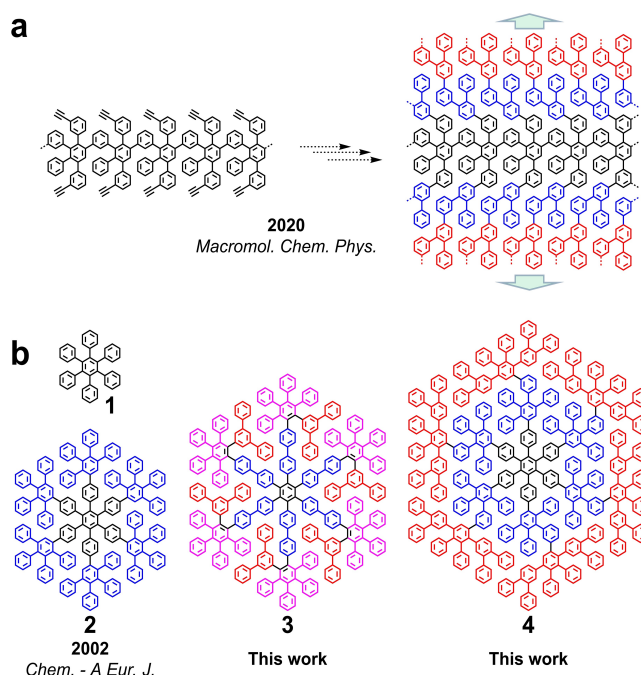 a
2020
Macromol. Chem. Phys.
b
1
2
3
4
2002
Chem. - A Eur. J.
This work
This work